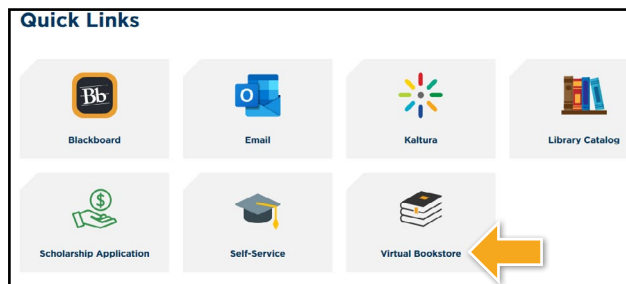 Quick Links
Bb
O
Blackboard
Email
Kaltura
Library Catalog
$
Scholarship Application
Self-Service
Virtual Bookstore